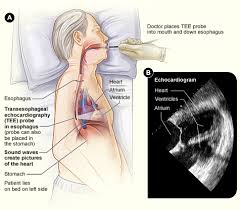 A
Doctor places TEE probe
into mouth and down esophagus
Esophagus
Transesophageal
echocardiography
(TEE) probe
in esophagus
(probe can also
be placed in
the stomach)
Sound waves
create pictures
of the heart
Stomach
Patient lies
on bed on left side
Heart
Atrium
Ventricle
B
Echocardiogram
Heart
Ventricles
Atrium